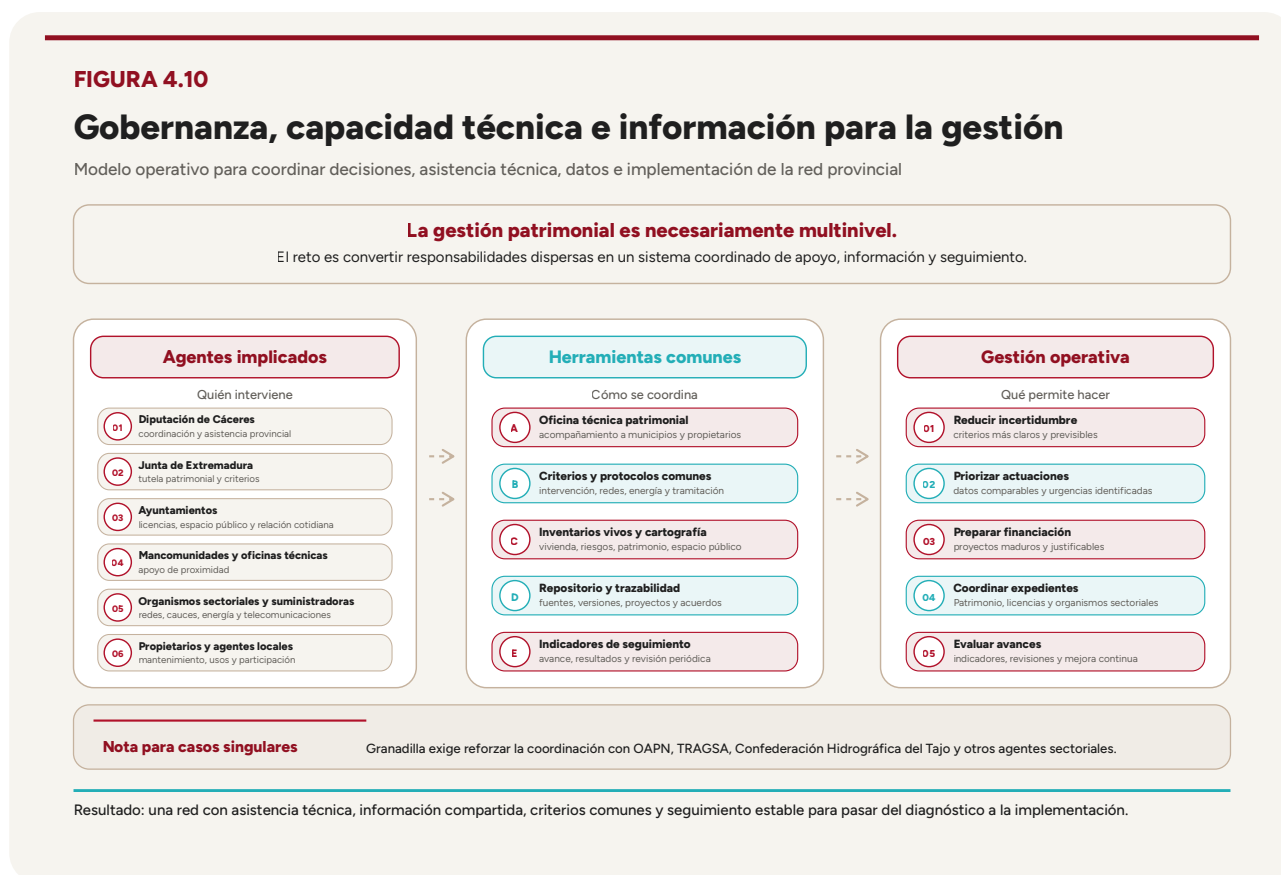 FIGURA 4.10
Gobernanza, capacidad técnica e información para la gestión
Modelo operativo para coordinar decisiones, asistencia técnica, datos e implementación de la red provincial
La gestión patrimonial es necesariamente multinivel.
El reto es convertir responsabilidades dispersas en un sistema coordinado de apoyo, información y seguimiento.
Agentes implicados
Quién interviene
01
Diputación de Cáceres
coordinación y asistencia provincial
02
Junta de Extremadura
tutela patrimonial y criterios
03
Ayuntamientos
licencias, espacio público y relación cotidiana
04
Mancomunidades y oficinas técnicas
apoyo de proximidad
05
Organismos sectoriales y suministradoras
redes, cauces, energía y telecomunicaciones
06
Propietarios y agentes locales
mantenimiento, usos y participación
Herramientas comunes
Cómo se coordina
A
Oficina técnica patrimonial
acompañamiento a municipios y propietarios
B
Criterios y protocolos comunes
intervención, redes, energía y tramitación
C
Inventarios vivos y cartografía
vivienda, riesgos, patrimonio, espacio público
D
Repositorio y trazabilidad
fuentes, versiones, proyectos y acuerdos
E
Indicadores de seguimiento
avance, resultados y revisión periódica
Gestión operativa
Qué permite hacer
01
Reducir incertidumbre
criterios más claros y previsibles
02
Priorizar actuaciones
datos comparables y urgencias identificadas
03
Preparar financiación
proyectos maduros y justificables
04
Coordinar expedientes
Patrimonio, licencias y organismos sectoriales
05
Evaluar avances
indicadores, revisiones y mejora continua
Nota para casos singulares
Granadilla exige reforzar la coordinación con OAPN, TRAGSA, Confederación Hidrográfica del Tajo y otros agentes sectoriales.
Resultado: una red con asistencia técnica, información compartida, criterios comunes y seguimiento estable para pasar del diagnóstico a la implementación.